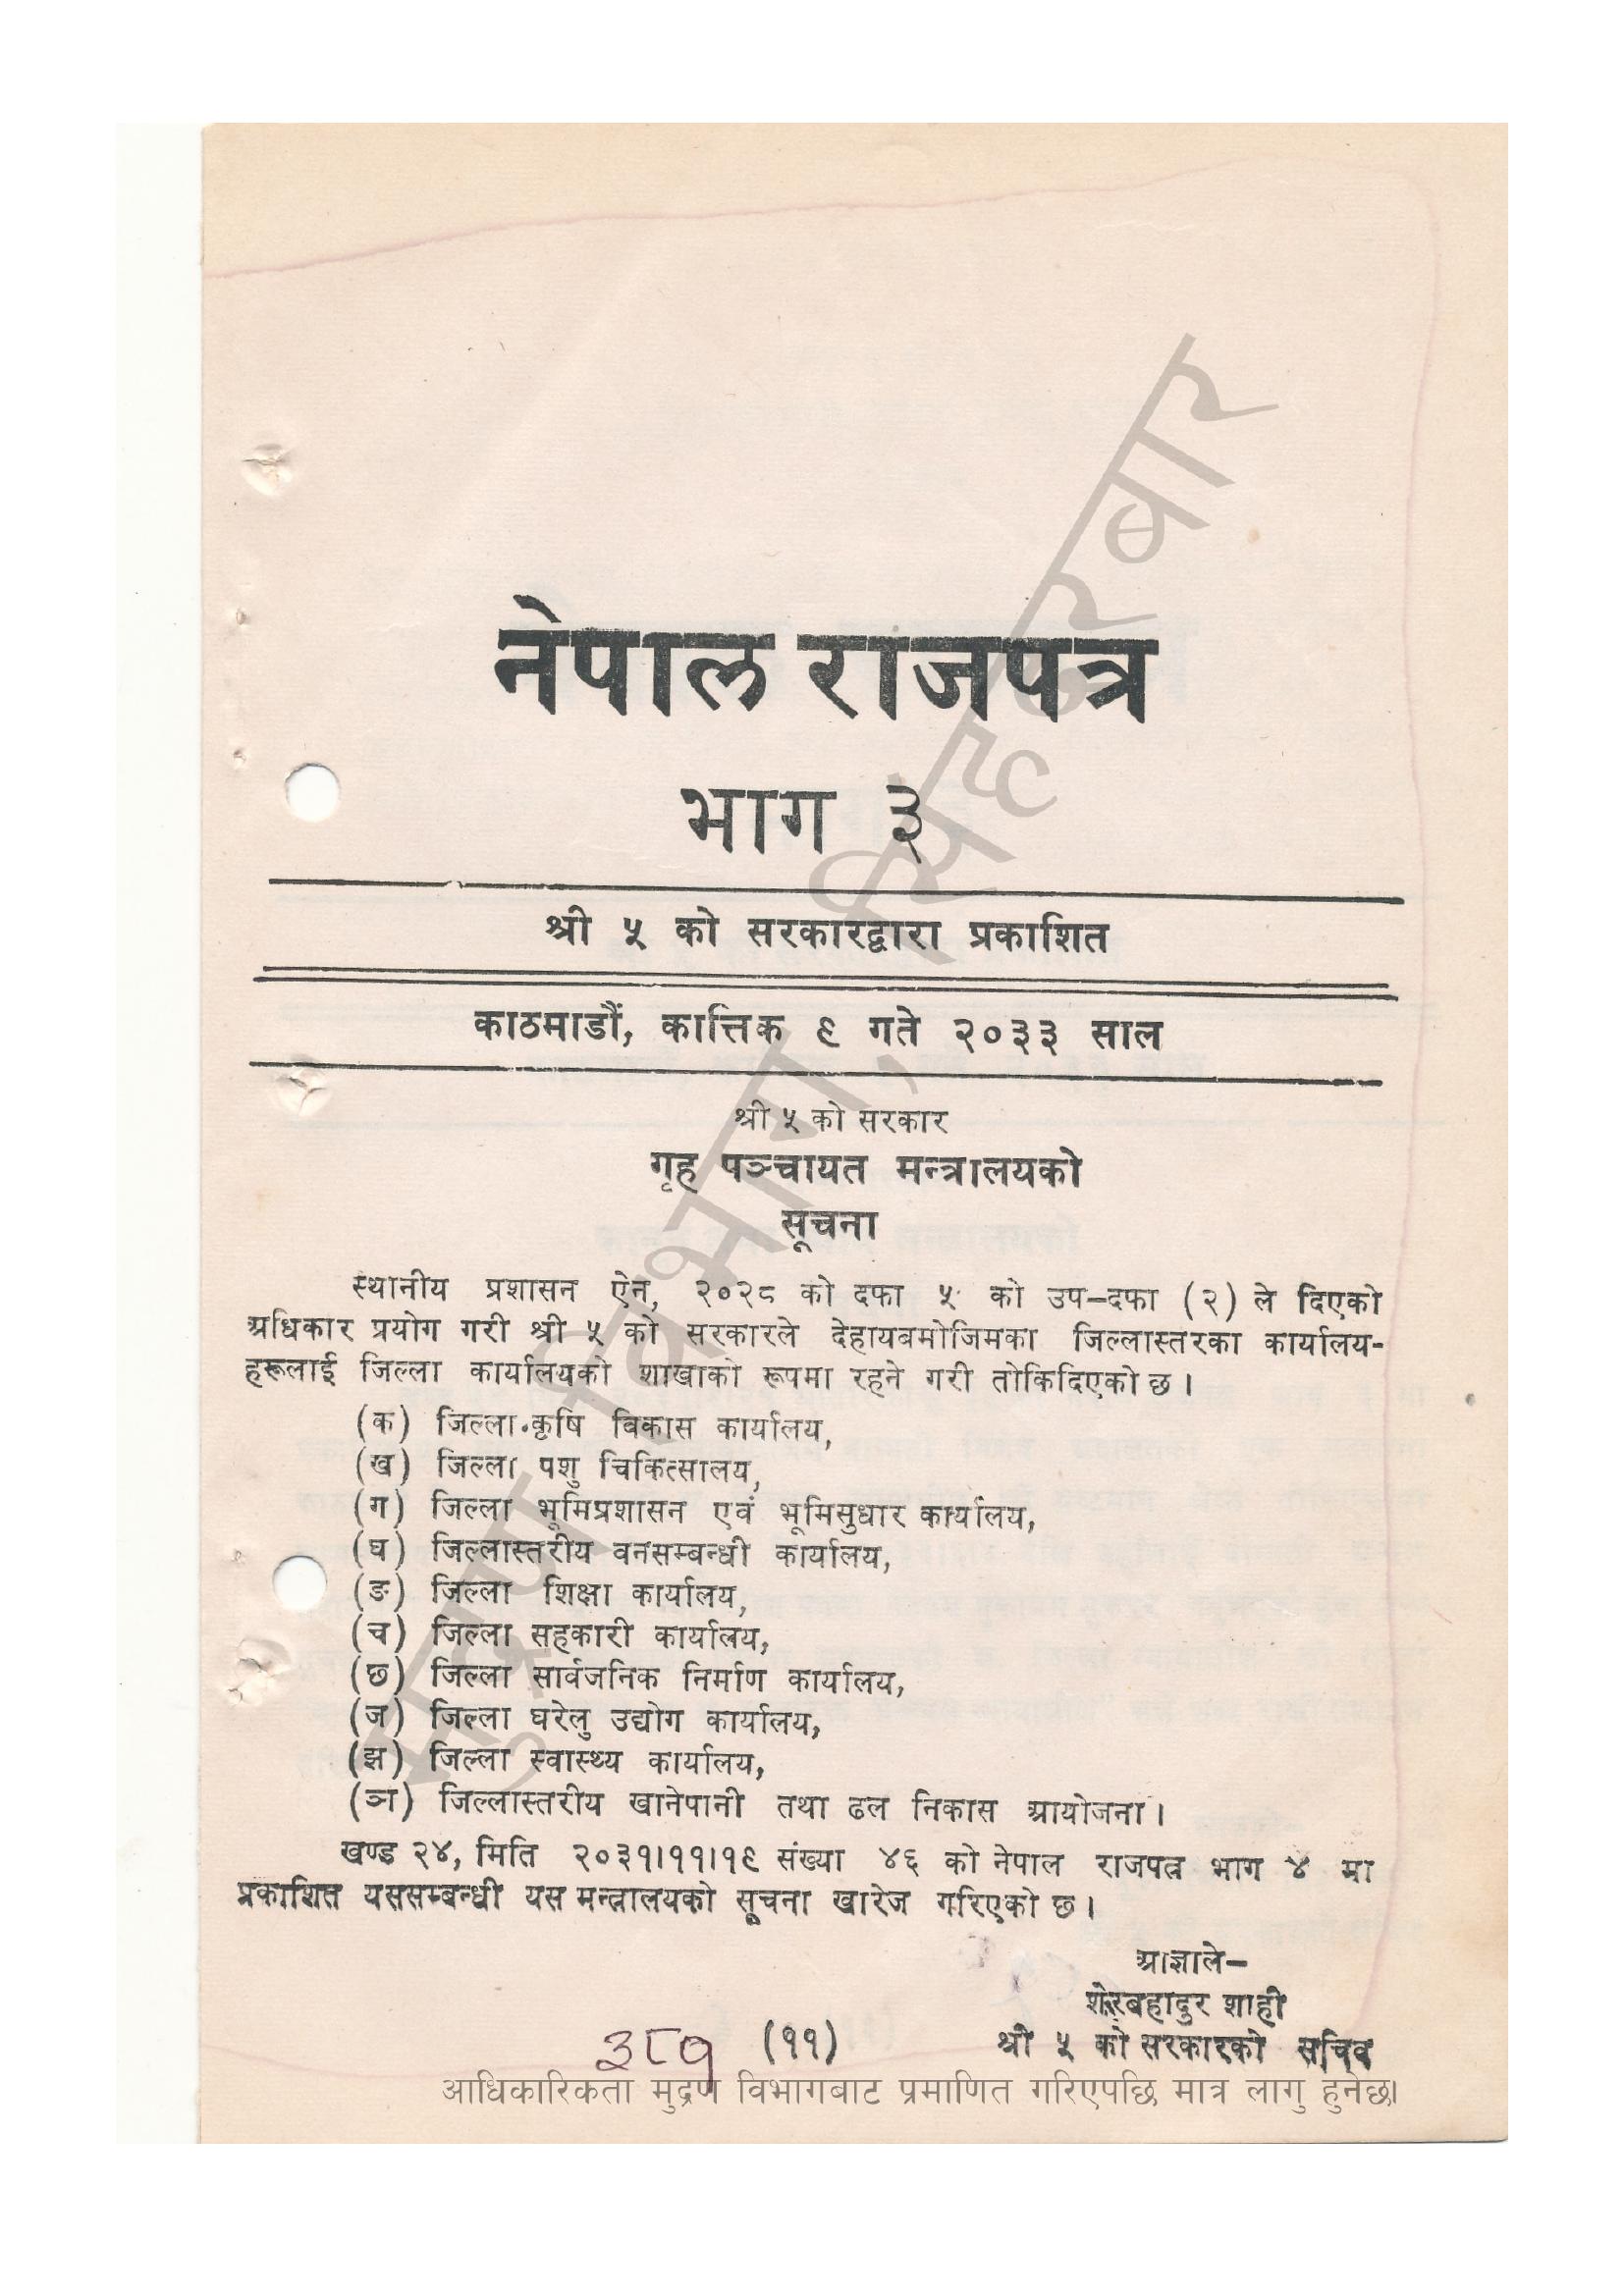 नेपाल राजपत्र
भाग ३
श्री ५ को सरकारद्वारा प्रकाशित
काठमाडौं, कात्तिक ९ गते २०३३ साल
श्री ५ को सरकार
गृह पञ्चायत मन्त्रालयको
सूचना
स्थानीय प्रशासन ऐन, २०२८ को दफा ५ को उप-दफा (२) ले दिएको
अधिकार प्रयोग गरी श्री ५ को सरकारले देहायबमोजिमका जिल्लास्तरका कार्यालय-
हरूलाई जिल्ला कार्यालयको शाखाको रूपमा रहने गरी तोकिदिएको छ ।
(क) जिल्ला कृषि विकास कार्यालय,
(ख) जिल्ला पशु चिकित्सालय,
(ग) जिल्ला भूमिप्रशासन एवं भूमिसुधार कार्यालय,
(घ) जिल्लास्तरीय वनसम्बन्धी कार्यालय,
(ङ) जिल्ला शिक्षा कार्यालय,
(च) जिल्ला सहकारी कार्यालय,
(छ) जिल्ला सार्वजनिक निर्माण कार्यालय,
(ज) जिल्ला घरेलु उद्योग कार्यालय,
(झ) जिल्ला स्वास्थ्य कार्यालय,
(ञ) जिल्लास्तरीय खानेपानी तथा ढल निकास आयोजना ।
खण्ड २४, मिति २०३१।११।१९ संख्या ४६ को नेपाल राजपत्र भाग ४ मा
प्रकाशित यससम्बन्धी यस मन्त्रालयको सूचना खारेज गरिएको छ ।
आज्ञाले-
शेरबहादुर शाही
श्री ५ को सरकारको सचिव
३८१ (११)
आधिकारिकता मुद्रण विभागबाट प्रमाणित गरिएपछि मात्र लागु हुनेछ।
मुद्रण विभाग, सिंहदरबार